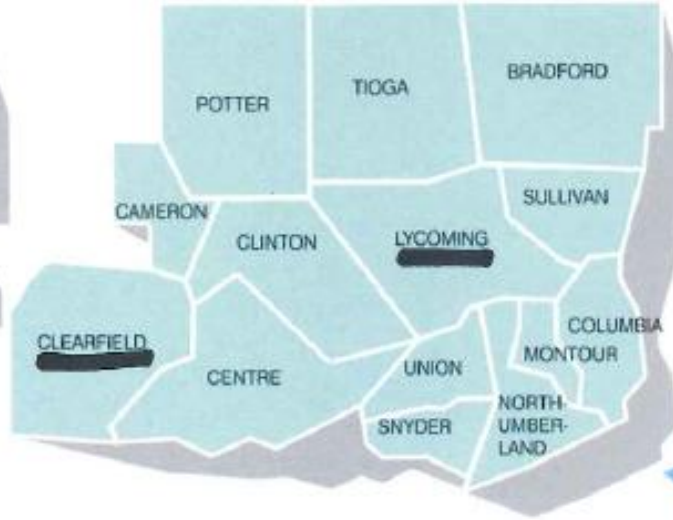 BRADFORD
TIOGA
POTTER
SULLIVAN
CAMERON
LYCOMING
CLINTON
COLUMBIA
CLEARFIELD
MONTOUR
UNION
CENTRE
NORTH-
UMBER-
LAND
SNYDER